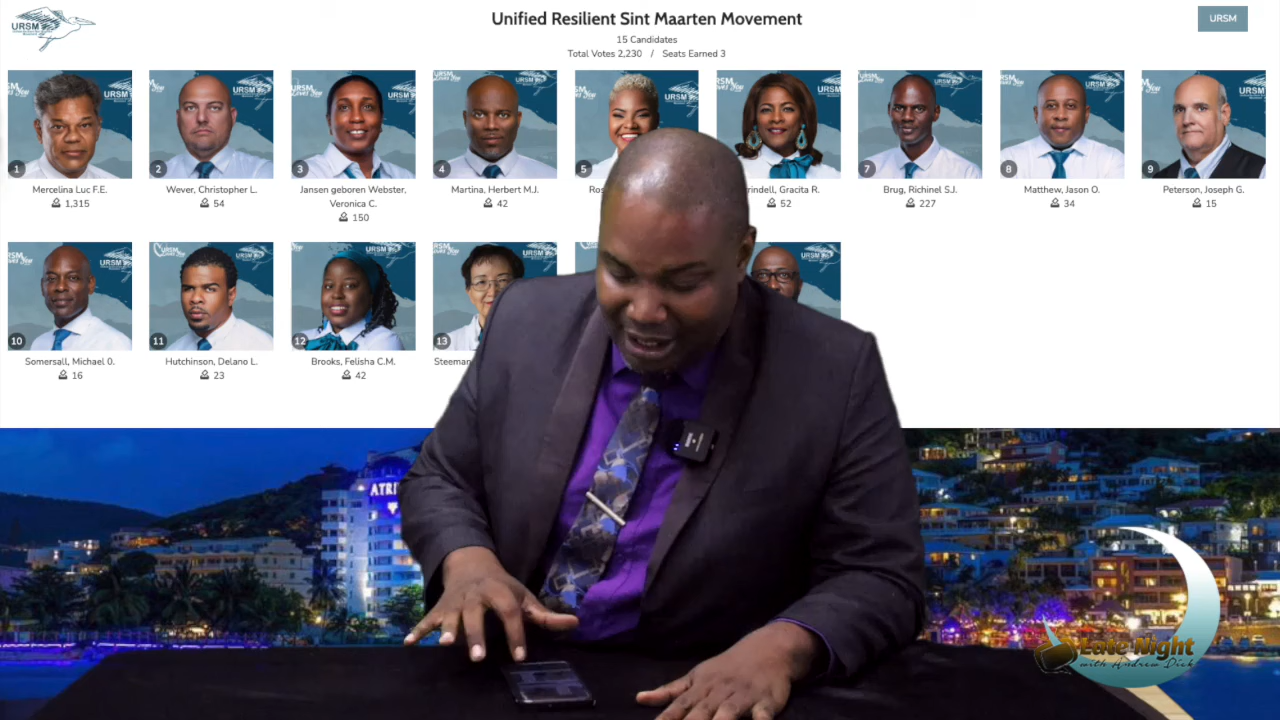 URSM
Unified Resilient Sint Maarten Movement
URSM
15 Candidates
Total Votes 2,230 / Seats Earned 3
1
2
3
4
5
7
8
9
Mercelina Luc F.E.
Wever, Christopher L.
Jansen geboren Webster,
Veronica C.
Martina, Herbert M.J.
Ros
rindell, Gracita R.
Brug, Richinel S.J.
Matthew, Jason O.
Peterson, Joseph G.
1,315
54
150
42
52
227
34
15
10
11
12
13
Somersall, Michael O.
Hutchinson, Delano L.
Brooks, Felisha C.M.
Steeman
16
23
42
ATRI
Late Night
with Andrew Dick